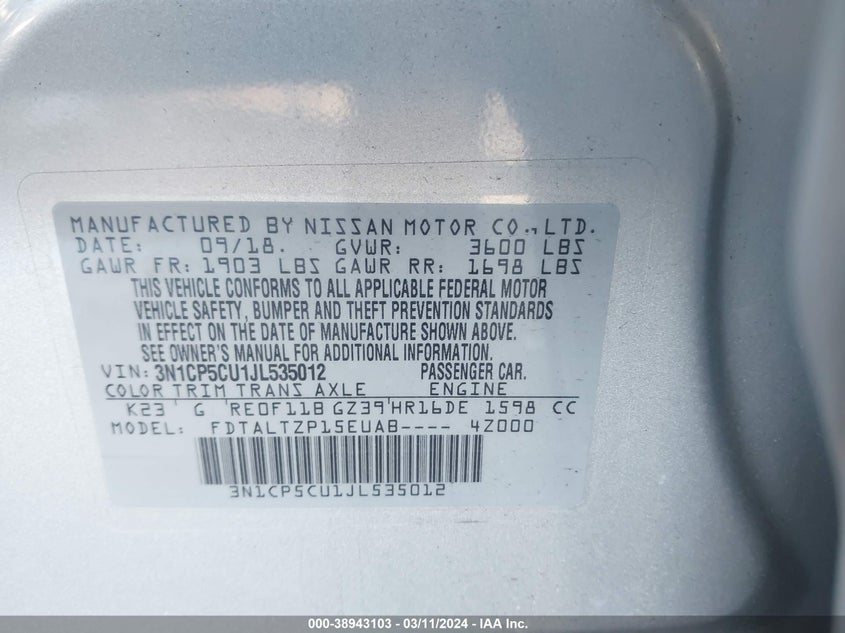 MANUFACTURED BY NISSAN MOTOR CO.,LTD.
DATE: 09/18. GVWR: 3600 LBS
GAWR FR: 1903 LBS GAWR RR: 1698 LBS
THIS VEHICLE CONFORMS TO ALL APPLICABLE FEDERAL MOTOR
VEHICLE SAFETY, BUMPER AND THEFT PREVENTION STANDARDS
IN EFFECT ON THE DATE OF MANUFACTURE SHOWN ABOVE.
SEE OWNER'S MANUAL FOR ADDITIONAL INFORMATION.
VIN: 3N1CP5CU1JL535012 PASSENGER CAR.
COLOR TRIM TRANS AXLE ENGINE
K23 G RE0F11B GZ39 HR16DE 1598 CC
MODEL: FDTALTZP15EUAB---- 4Z000
3N1CP5CU1JL535012
000-38943103 - 03/11/2024 - IAA Inc.